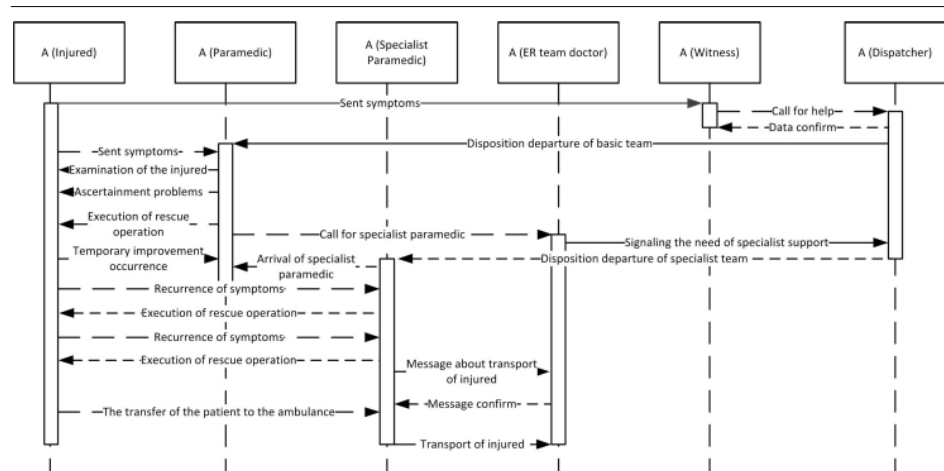 A (Injured)
A (Paramedic)
A (Specialist
Paramedic)
A (ER team doctor)
A (Witness)
A (Dispatcher)
Sent symptoms
Call for help
Data confirm
Disposition departure of basic team
Sent symptoms
Examination of the injured
Ascertainment problems
Execution of rescue
operation
Call for specialist paramedic
Signaling the need of specialist support
Temporary improvement
occurrence
Arrival of specialist
paramedic
Disposition departure of specialist team
Recurrence of symptoms
Execution of rescue operation
Recurrence of symptoms
Execution of rescue operation
Message about transport
of injured
Message confirm
The transfer of the patient to the ambulance
Transport of injured